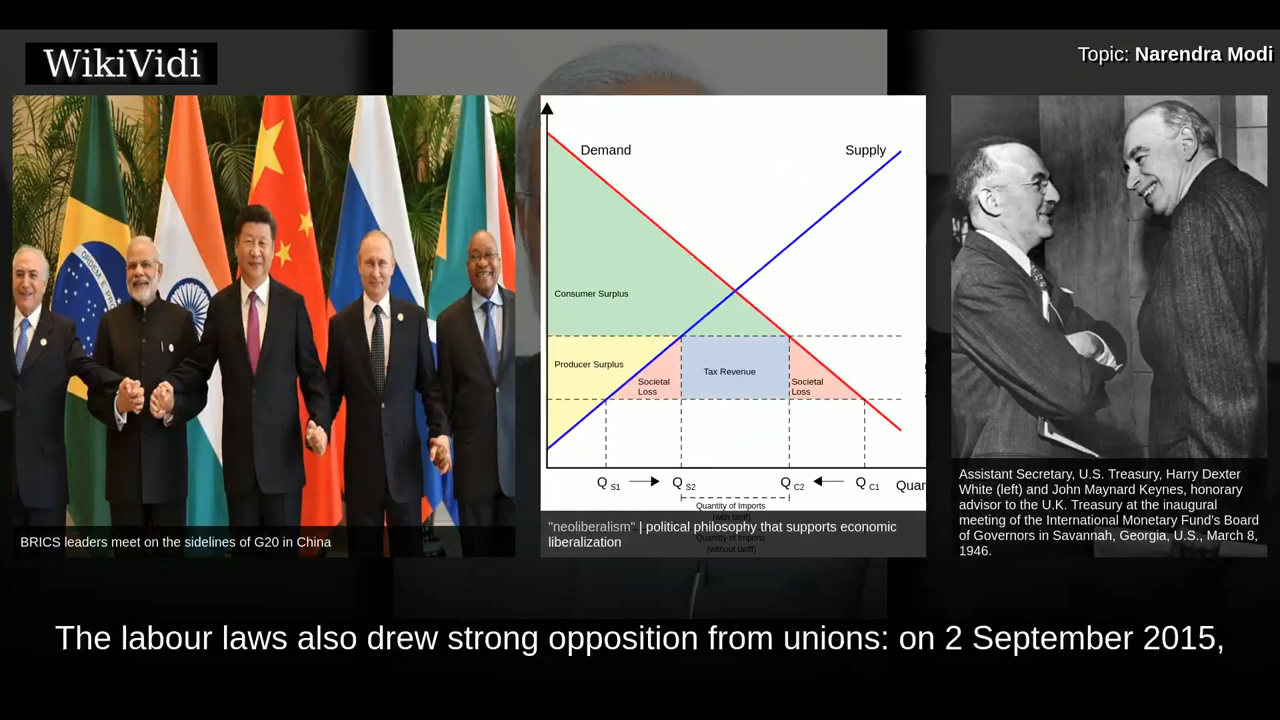 WikiVidi
Topic: Narendra Modi
ORDEM E PR
BRICS leaders meet on the sidelines of G20 in China
Demand
Supply
Consumer Surplus
Producer Surplus
Societal
Loss
Tax Revenue
Societal
Loss
Q S1
Q S2
Q C2
Q C1
Quan
Quantity of Imports
(with tariff)
Quantity of Imports
(without tariff)
"neoliberalism" | political philosophy that supports economic
liberalization
Assistant Secretary, U.S. Treasury, Harry Dexter
White (left) and John Maynard Keynes, honorary
advisor to the U.K. Treasury at the inaugural
meeting of the International Monetary Fund's Board
of Governors in Savannah, Georgia, U.S., March 8,
1946.
The labour laws also drew strong opposition from unions: on 2 September 2015,